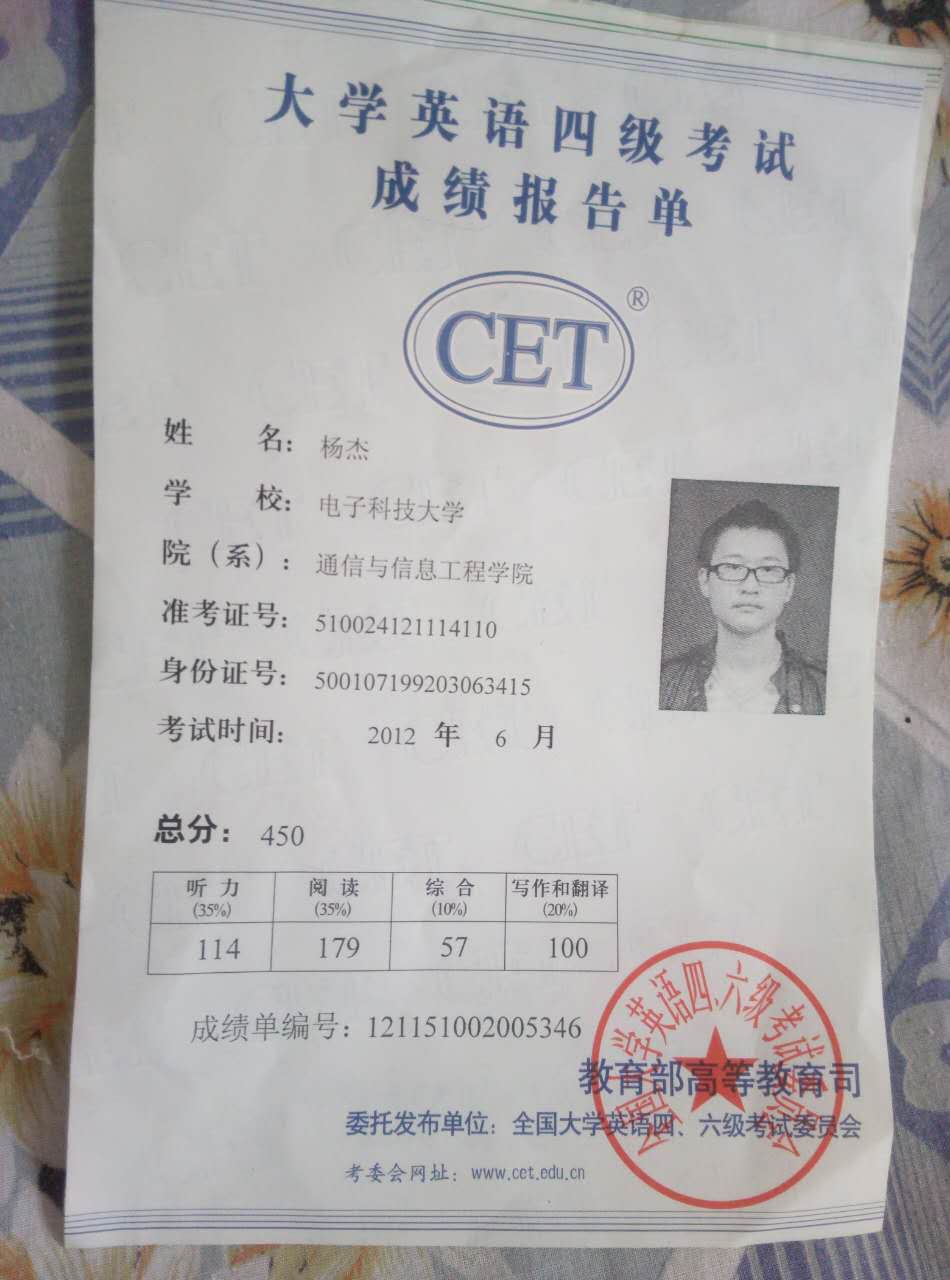 大学英语四级考试
成绩报告单
CET®
姓 名：杨杰
学 校：电子科技大学
院（系）：通信与信息工程学院
准考证号：510024121114110
身份证号：500107199203063415
考试时间：2012 年 6 月
总分：450
听力 阅读 综合 写作和翻译
(35%) (35%) (10%) (20%)
114 179 57 100
成绩单编号：121151002005346
教育部高等教育司
委托发布单位：全国大学英语四、六级考试委员会
考委会网址：www.cet.edu.cn
全国大学英语四、六级考试委员会